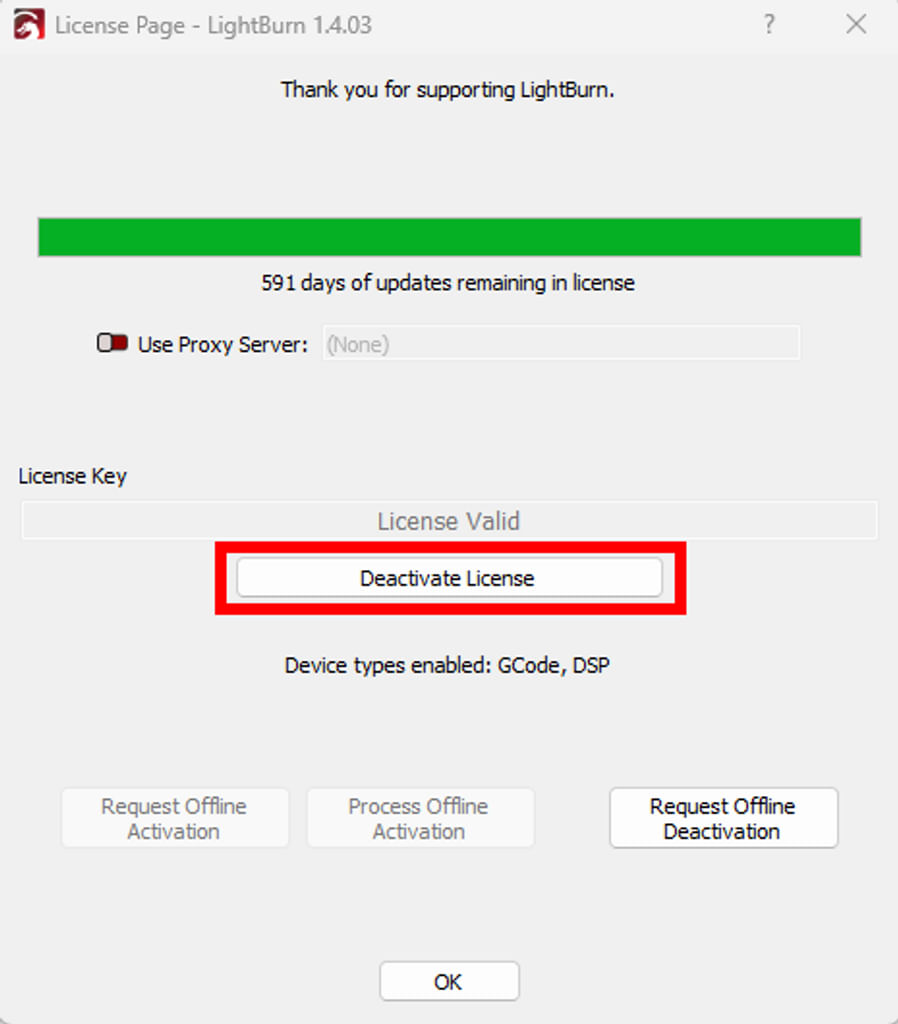 License Page - LightBurn 1.4.03
?
Thank you for supporting LightBurn.
591 days of updates remaining in license
Use Proxy Server: (None)
License Key
License Valid
Deactivate License
Device types enabled: GCode, DSP
Request Offline
Activation
Process Offline
Activation
Request Offline
Deactivation
OK